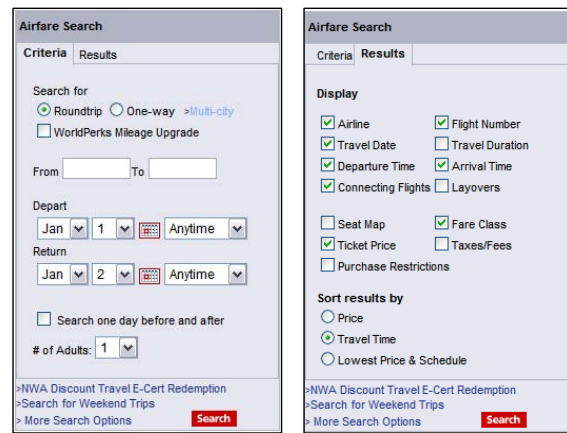 Airfare Search
Criteria Results
Search for
Roundtrip One-way >Multi-city
WorldPerks Mileage Upgrade
From To
Depart
Jan 1 Anytime
Return
Jan 2 Anytime
Search one day before and after
# of Adults: 1
>NWA Discount Travel E-Cert Redemption
>Search for Weekend Trips
> More Search Options Search
Airfare Search
Criteria Results
Display
Airline Flight Number
Travel Date Travel Duration
Departure Time Arrival Time
Connecting Flights Layovers
Seat Map Fare Class
Ticket Price Taxes/Fees
Purchase Restrictions
Sort results by
Price
Travel Time
Lowest Price & Schedule
>NWA Discount Travel E-Cert Redemption
>Search for Weekend Trips
> More Search Options Search